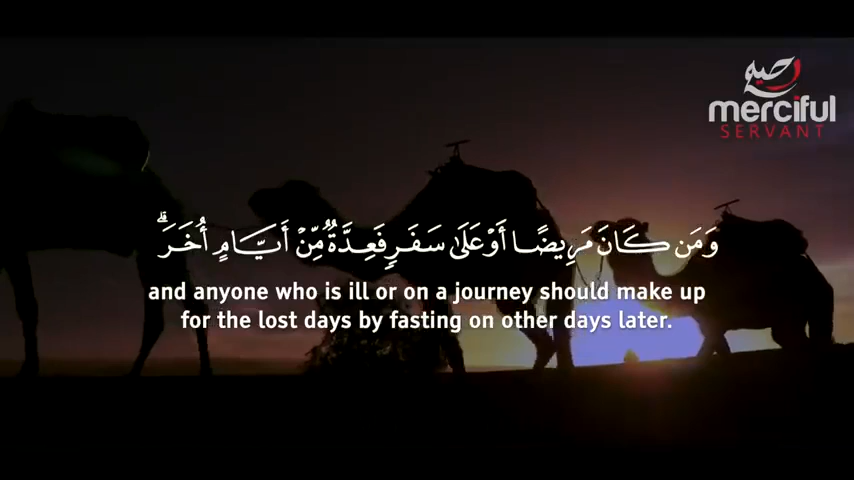 رحيم
merciful
SERVANT
وَمَن كَانَ مَرِيضًا أَوْ عَلَىٰ سَفَرٍ فَعِدَّةٌ مِّنْ أَيَّامٍ أُخَرَ ۗ
and anyone who is ill or on a journey should make up
for the lost days by fasting on other days later.